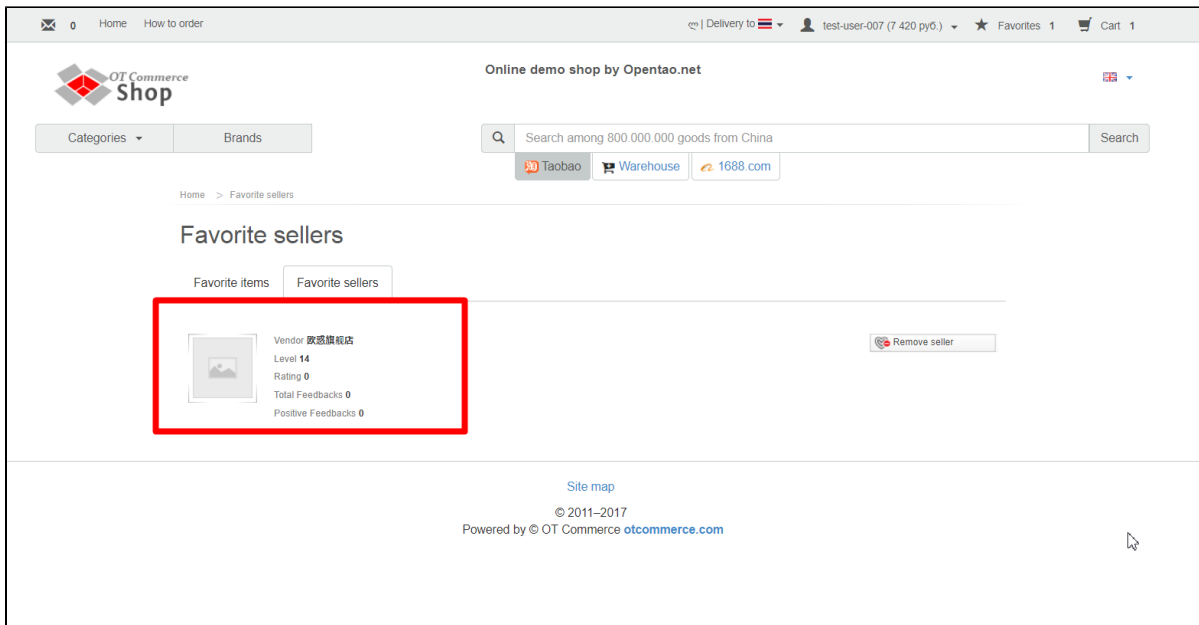 0 Home How to order ლ | Delivery to test-user-007 (7 420 руб.) Favorites 1 Cart 1
OT Commerce
Shop
Online demo shop by Opentao.net
Categories Brands Search among 800.000.000 goods from China Search
淘 Taobao Warehouse 1688.com
Home > Favorite sellers
Favorite sellers
Favorite items Favorite sellers
Vendor 欧惑旗舰店
Level 14
Rating 0
Total Feedbacks 0
Positive Feedbacks 0
Remove seller
Site map
© 2011–2017
Powered by © OT Commerce otcommerce.com